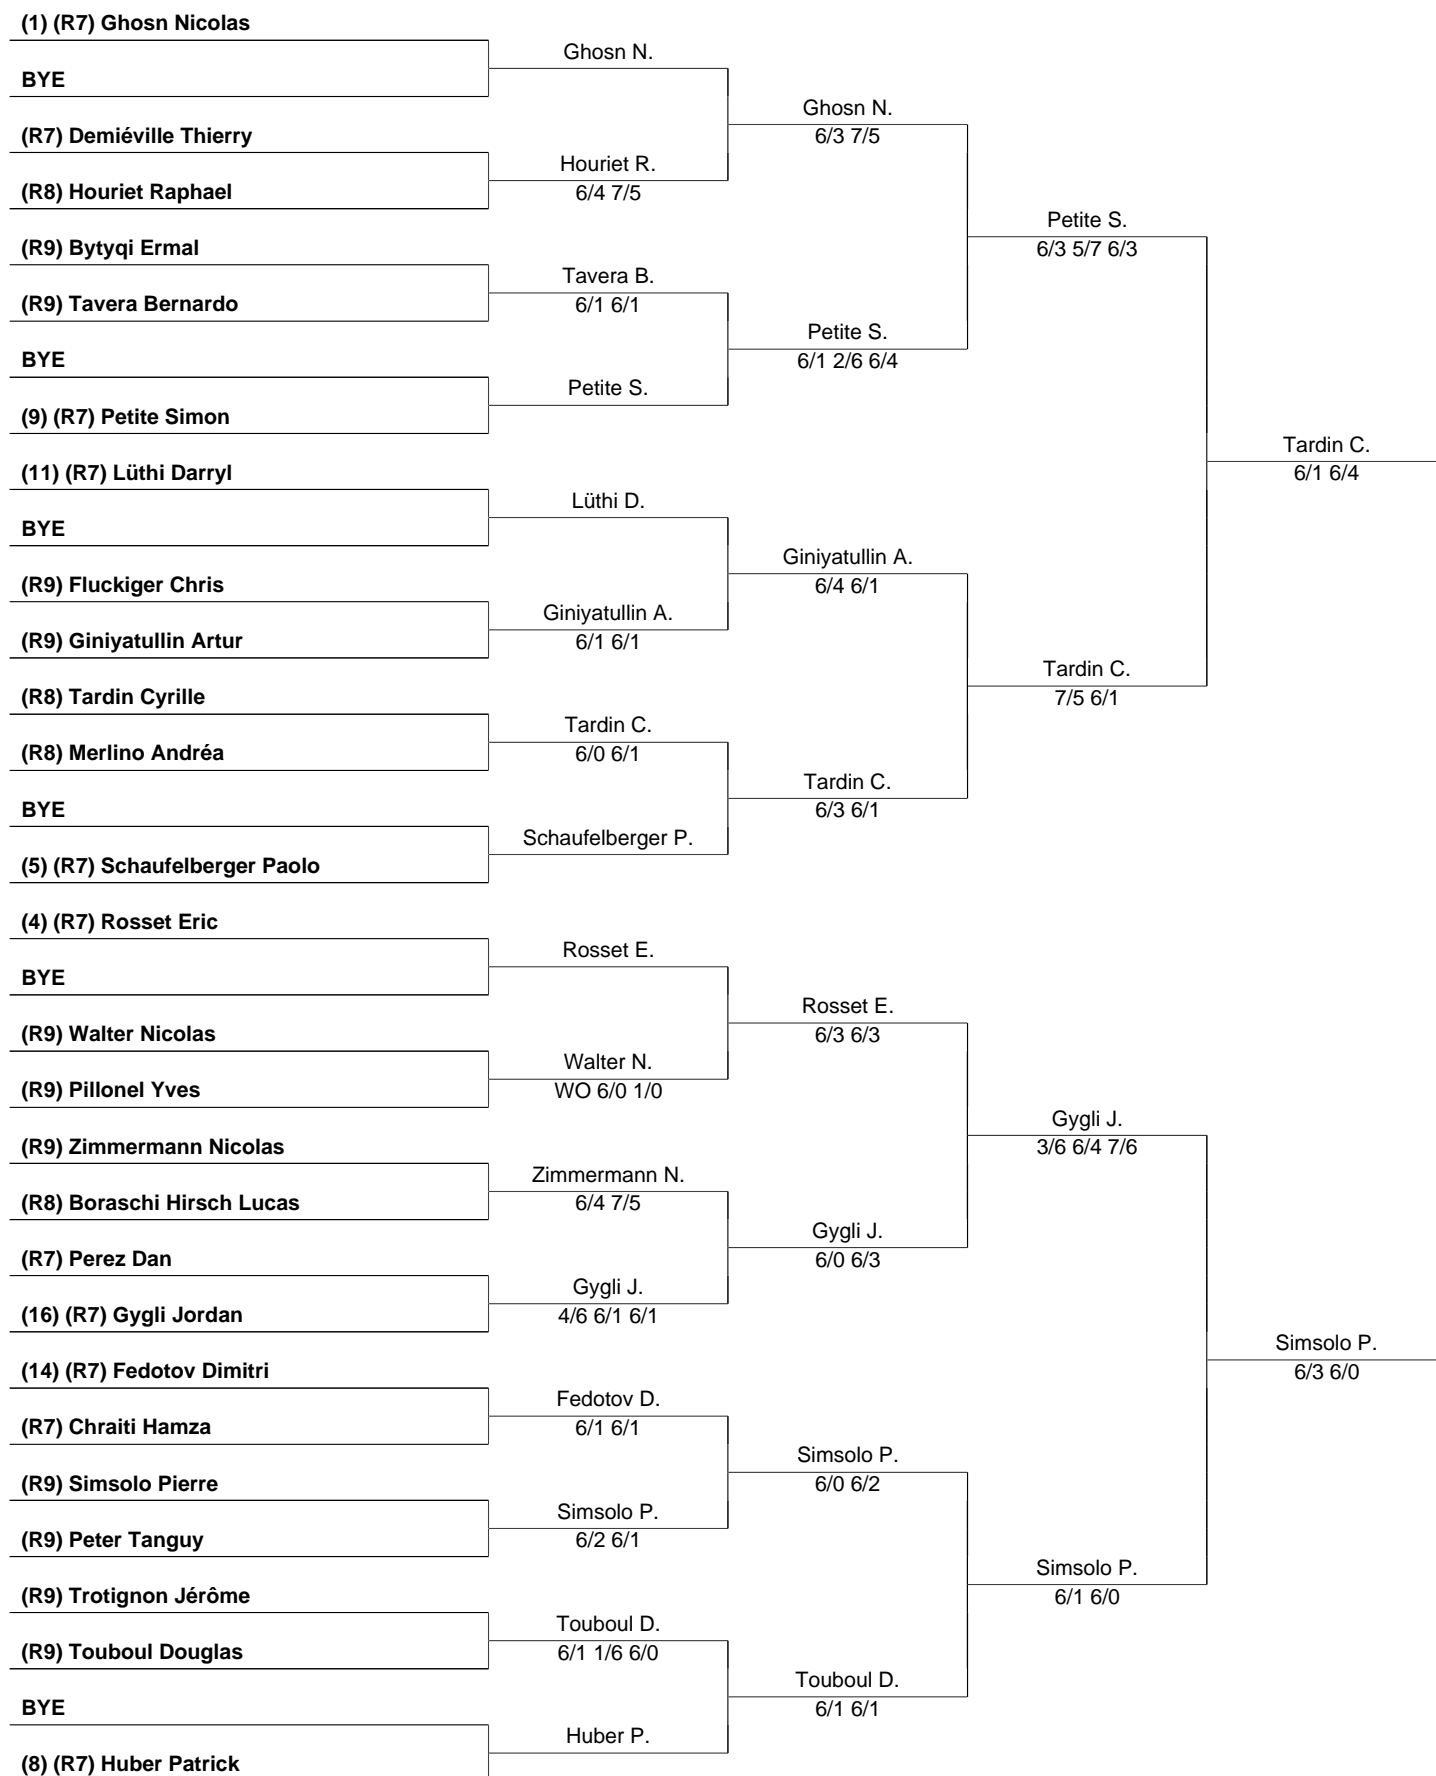 (1) (R7) Ghosn Nicolas
BYE
(R7) Demiéville Thierry
(R8) Houriet Raphael
(R9) Bytyqi Ermal
(R9) Tavera Bernardo
BYE
(9) (R7) Petite Simon
(11) (R7) Lüthi Darryl
BYE
(R9) Fluckiger Chris
(R9) Giniyatullin Artur
(R8) Tardin Cyrille
(R8) Merlino Andréa
BYE
(5) (R7) Schaufelberger Paolo
(4) (R7) Rosset Eric
BYE
(R9) Walter Nicolas
(R9) Pillonel Yves
(R9) Zimmermann Nicolas
(R8) Boraschi Hirsch Lucas
(R7) Perez Dan
(16) (R7) Gygli Jordan
(14) (R7) Fedotov Dimitri
(R7) Chraiti Hamza
(R9) Simsolo Pierre
(R9) Peter Tanguy
(R9) Trotignon Jérôme
(R9) Touboul Douglas
BYE
(8) (R7) Huber Patrick
Ghosn N.
Houriet R.
6/4 7/5
Tavera B.
6/1 6/1
Petite S.
Lüthi D.
Giniyatullin A.
6/1 6/1
Tardin C.
6/0 6/1
Schaufelberger P.
Rosset E.
Walter N.
WO 6/0 1/0
Zimmermann N.
6/4 7/5
Gygli J.
4/6 6/1 6/1
Fedotov D.
6/1 6/1
Simsolo P.
6/2 6/1
Touboul D.
6/1 1/6 6/0
Huber P.
Ghosn N.
6/3 7/5
Petite S.
6/1 2/6 6/4
Giniyatullin A.
6/4 6/1
Tardin C.
6/3 6/1
Rosset E.
6/3 6/3
Gygli J.
6/0 6/3
Simsolo P.
6/0 6/2
Touboul D.
6/1 6/1
Petite S.
6/3 5/7 6/3
Tardin C.
7/5 6/1
Gygli J.
3/6 6/4 7/6
Simsolo P.
6/1 6/0
Tardin C.
6/1 6/4
Simsolo P.
6/3 6/0